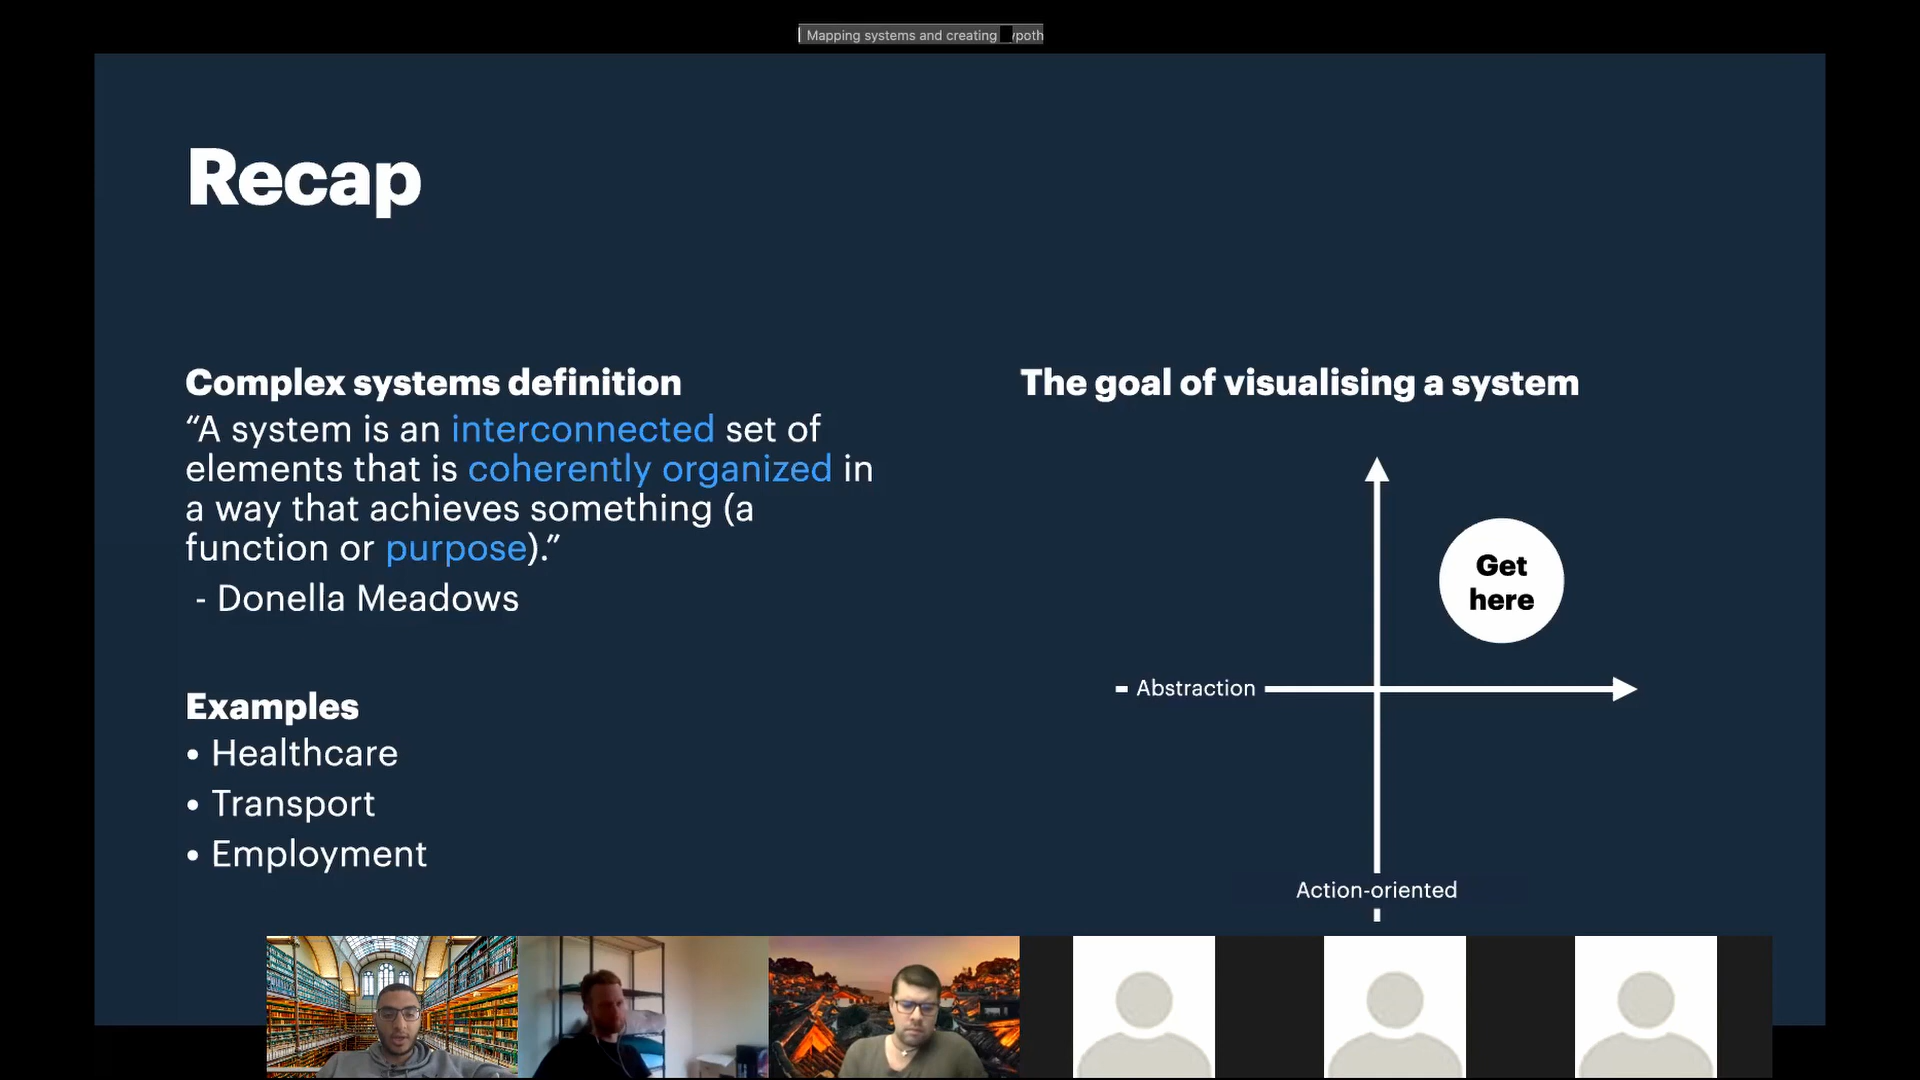 Mapping systems and creating
Recap
Complex systems definition
“A system is an interconnected set of
elements that is coherently organized in
a way that achieves something (a
function or purpose).”
- Donella Meadows
Examples
• Healthcare
• Transport
• Employment
The goal of visualising a system
Get
here
Abstraction
Action-oriented